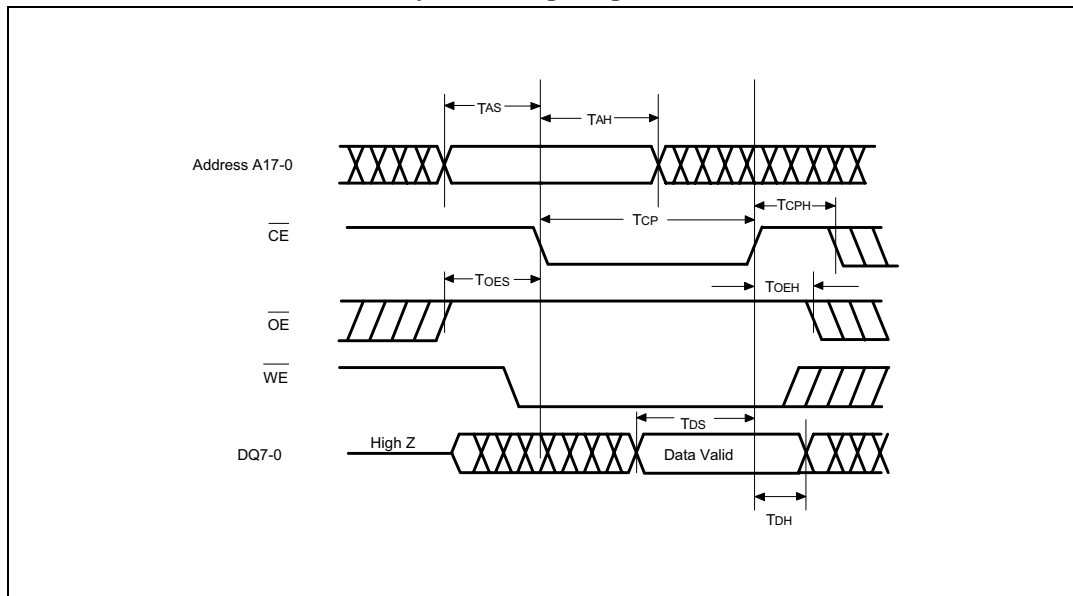 TAS
TAH
Address A17-0
TCPH
TCP
CE
TOES
TOEH
OE
WE
TDS
High Z
DQ7-0
Data Valid
TDH